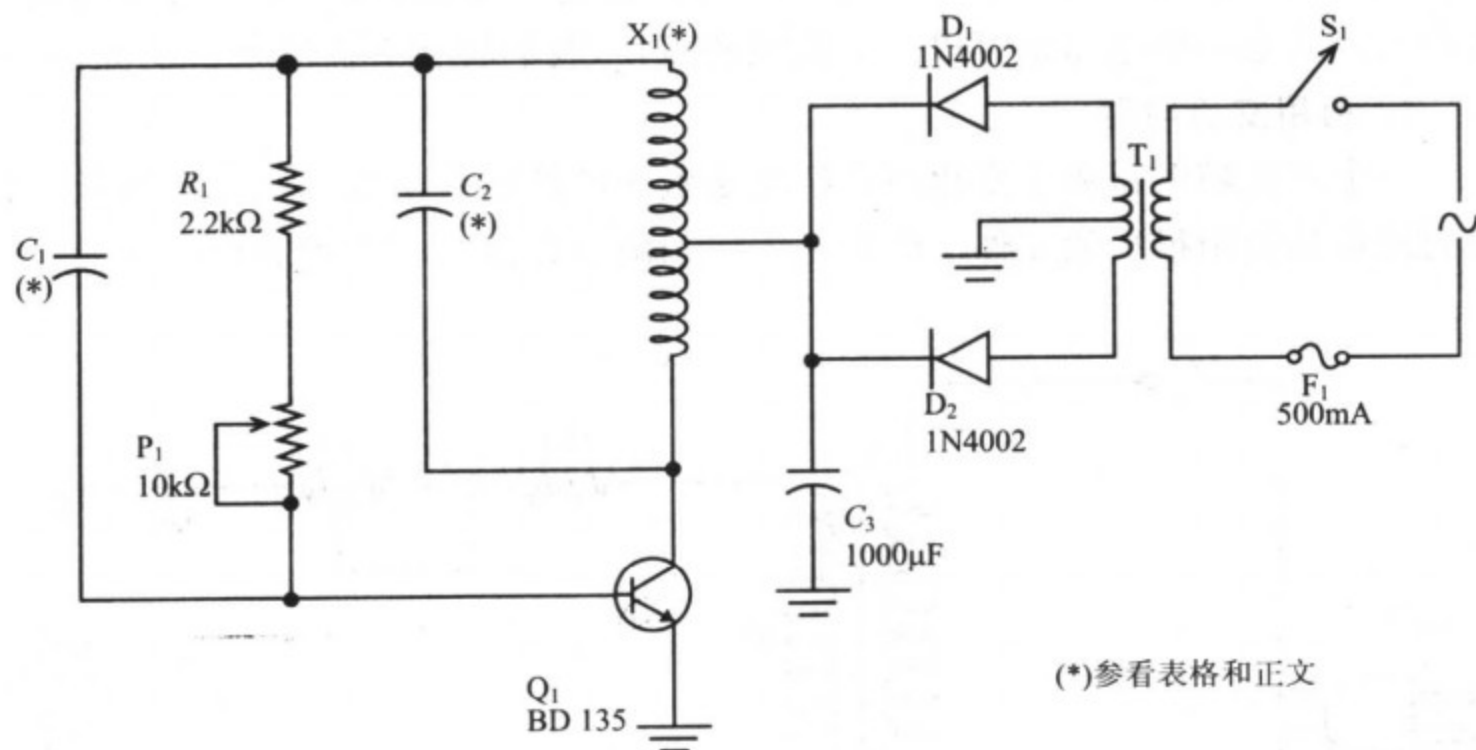 X₁(*)
D₁
1N4002
S₁
T₁
R₁
2.2kΩ
C₂
(*)
C₁
(*)
F₁
500mA
D₂
1N4002
P₁
10kΩ
C₃
1000μF
Q₁
BD 135
(*)参看表格和正文